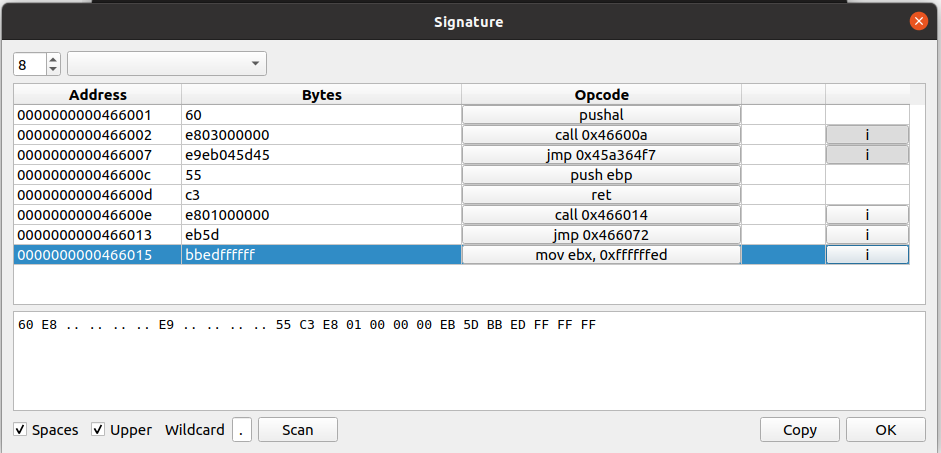 Signature
8
Address Bytes Opcode
0000000000466001 60 pushal
0000000000466002 e803000000 call 0x46600a i
0000000000466007 e9eb045d45 jmp 0x45a364f7 i
000000000046600c 55 push ebp
000000000046600d c3 ret
000000000046600e e801000000 call 0x466014 i
0000000000466013 eb5d jmp 0x466072 i
0000000000466015 bbedffffff mov ebx, 0xffffffed i
60 E8 .. .. .. .. E9 .. .. .. .. 55 C3 E8 01 00 00 00 EB 5D BB ED FF FF FF
Spaces Upper Wildcard . Scan Copy OK